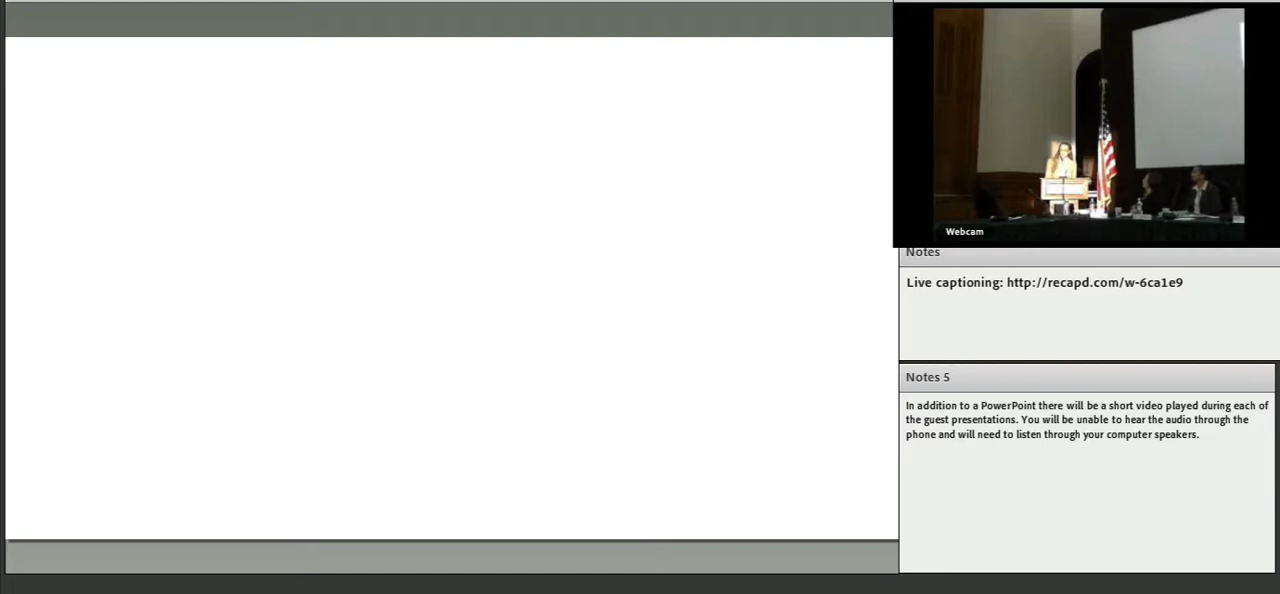 Webcam
Notes
Live captioning: http://recapd.com/w-6ca1e9
Notes 5
In addition to a PowerPoint there will be a short video played during each of
the guest presentations. You will be unable to hear the audio through the
phone and will need to listen through your computer speakers.